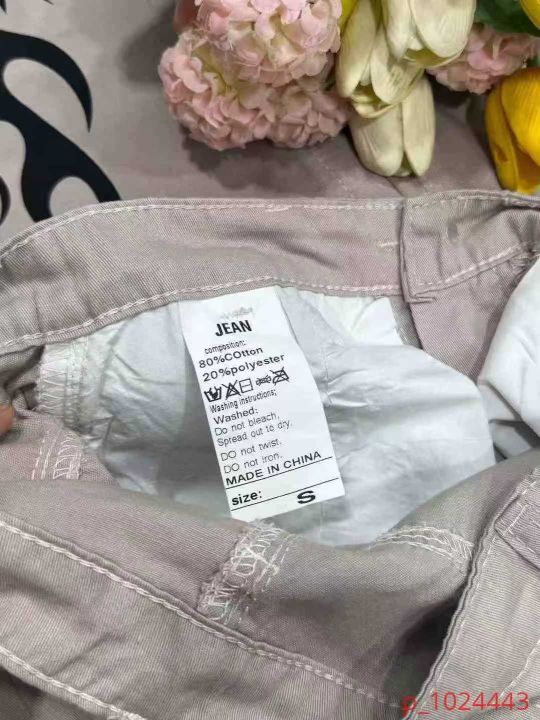 JEAN
composition:
80%COtton
20%polyester
Washing instructions;
Washed:
Do not bleach,
Spread out to dry.
DO not twist.
DO not Iron.
MADE IN CHINA
size: S
p_1024443